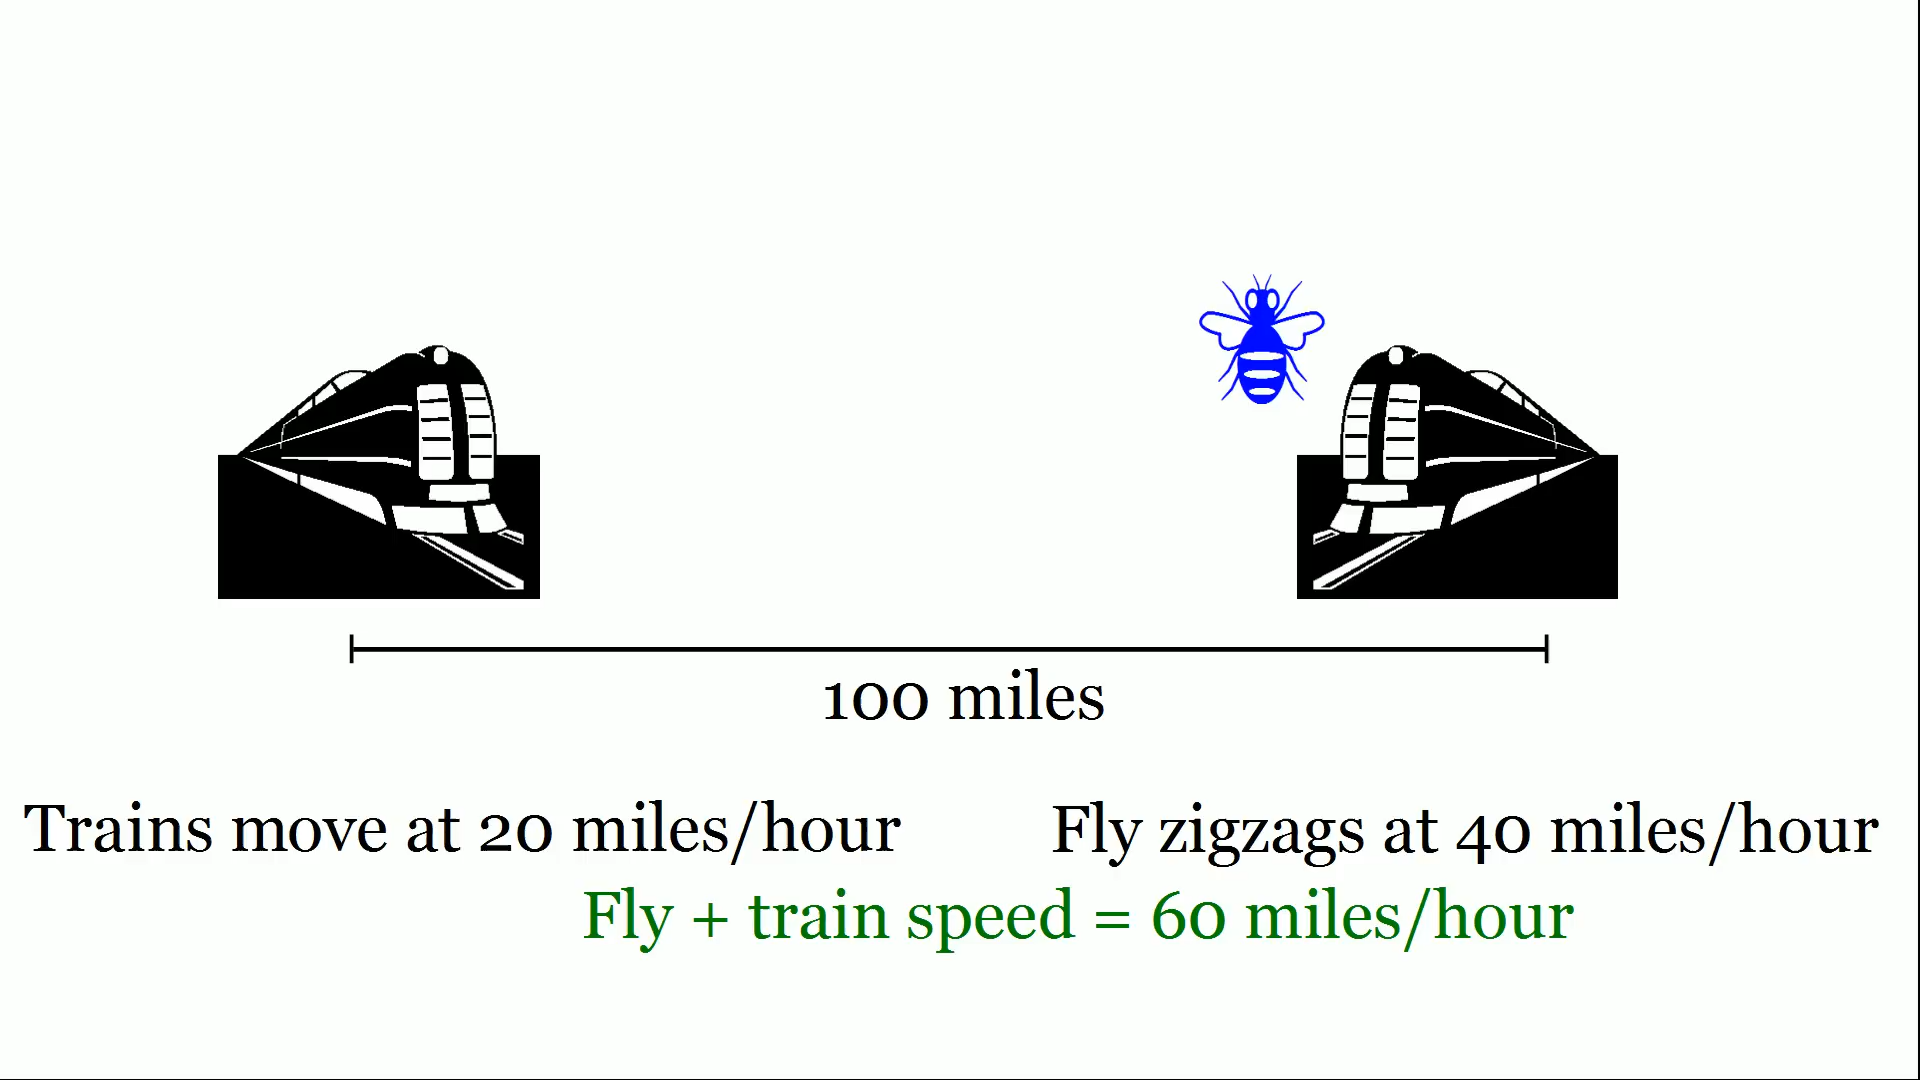 100 miles
Trains move at 20 miles/hour
Fly zigzags at 40 miles/hour
Fly + train speed = 60 miles/hour